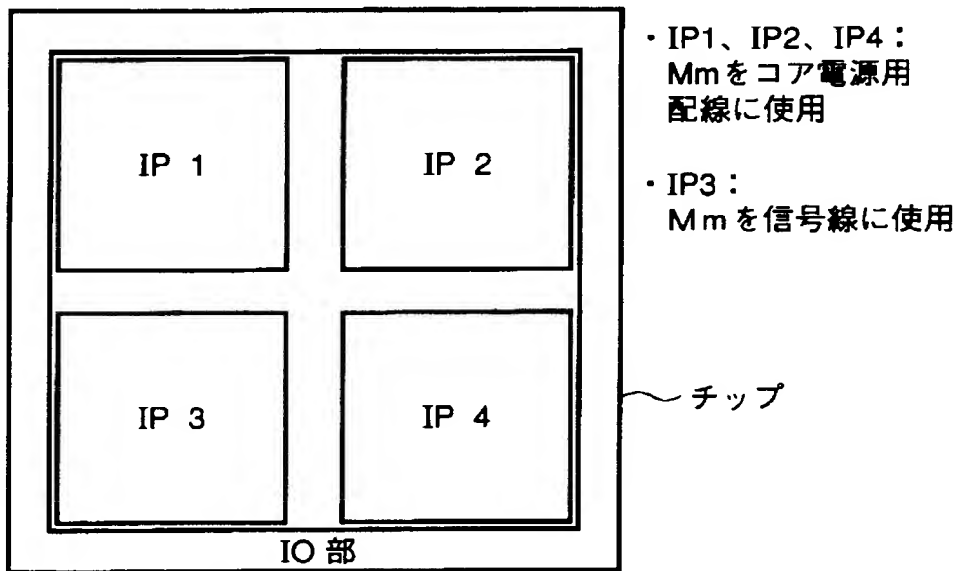 IP 1
IP 2
IP 3
IP 4
IO 部
・IP1、IP2、IP4：
Mmをコア電源用
配線に使用
・IP3：
Mmを信号線に使用
チップ